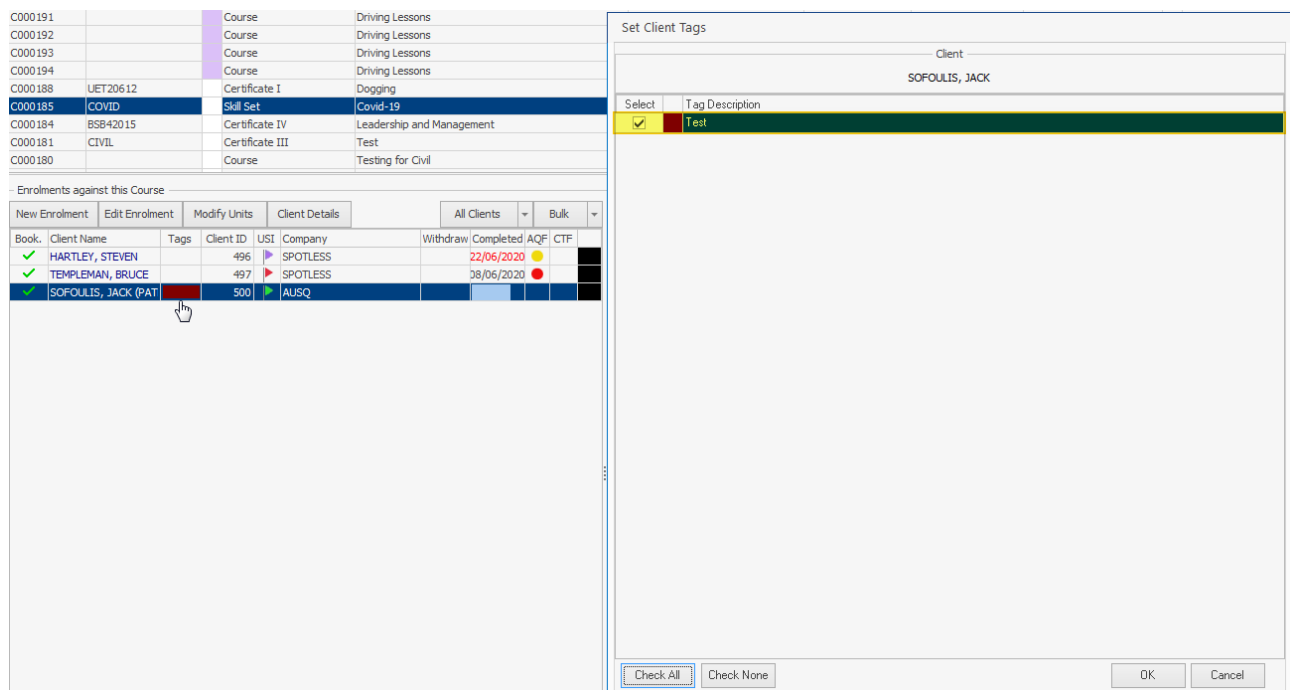 C000191 Course Driving Lessons
C000192 Course Driving Lessons
C000193 Course Driving Lessons
C000194 Course Driving Lessons
C000188 UET20612 Certificate I Dogging
C000185 COVID Skill Set Covid-19
C000184 BSB42015 Certificate IV Leadership and Management
C000181 CIVIL Certificate III Test
C000180 Course Testing for Civil
Enrolments against this Course
New Enrolment Edit Enrolment Modify Units Client Details All Clients Bulk
Book. Client Name Tags Client ID USI Company Withdraw Completed AQF CTF
HARTLEY, STEVEN 496 SPOTLESS 22/06/2020
TEMPLEMAN, BRUCE 497 SPOTLESS 08/06/2020
SOFOULIS, JACK (PAT 500 AUSQ
Set Client Tags
Client
SOFOULIS, JACK
Select Tag Description
Test
Check All Check None OK Cancel